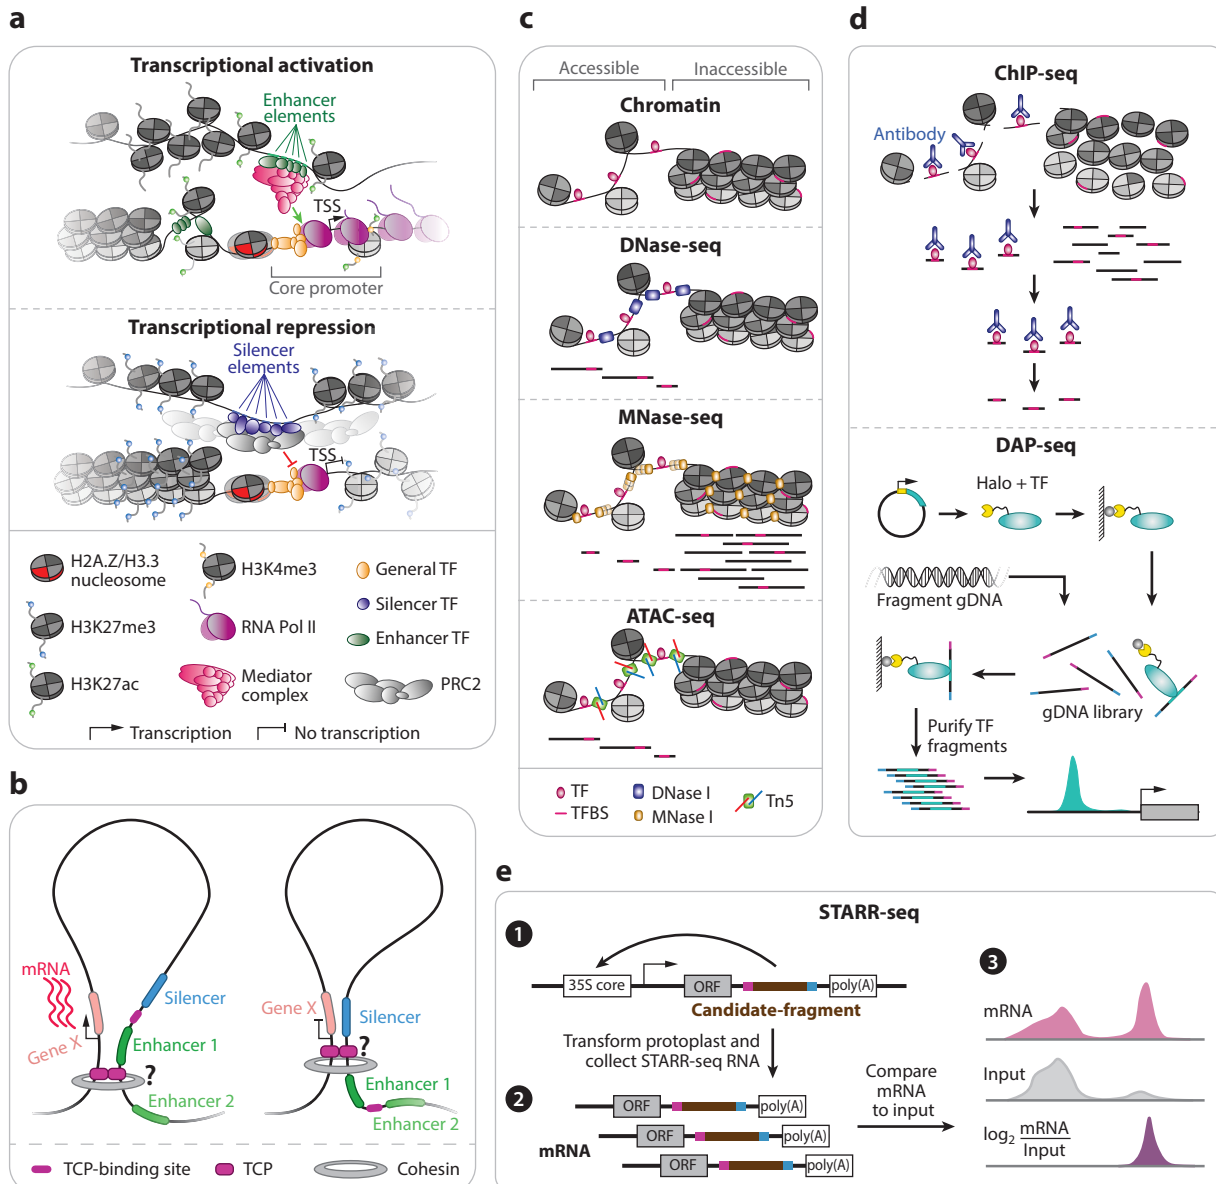 a
Transcriptional activation
Enhancer
elements
TSS
Core promoter
Transcriptional repression
Silencer
elements
TSS
H2A.Z/H3.3
nucleosome
H3K4me3
General TF
Silencer TF
H3K27me3
RNA Pol II
Enhancer TF
H3K27ac
Mediator
complex
PRC2
Transcription
No transcription
b
mRNA
Gene X
Silencer
Enhancer 1
?
Enhancer 2
Gene X
Silencer
?
Enhancer 1
Enhancer 2
TCP-binding site
TCP
Cohesin
c
Accessible
Inaccessible
Chromatin
DNase-seq
MNase-seq
ATAC-seq
TF
DNase I
Tn5
TFBS
MNase I
d
ChIP-seq
Antibody
DAP-seq
Halo + TF
Fragment gDNA
gDNA library
Purify TF
fragments
e
STARR-seq
1
35S core
ORF
poly(A)
Candidate-fragment
Transform protoplast and
collect STARR-seq RNA
2
mRNA
ORF
poly(A)
ORF
poly(A)
ORF
poly(A)
Compare
mRNA
to input
3
mRNA
Input
log2 mRNA
Input